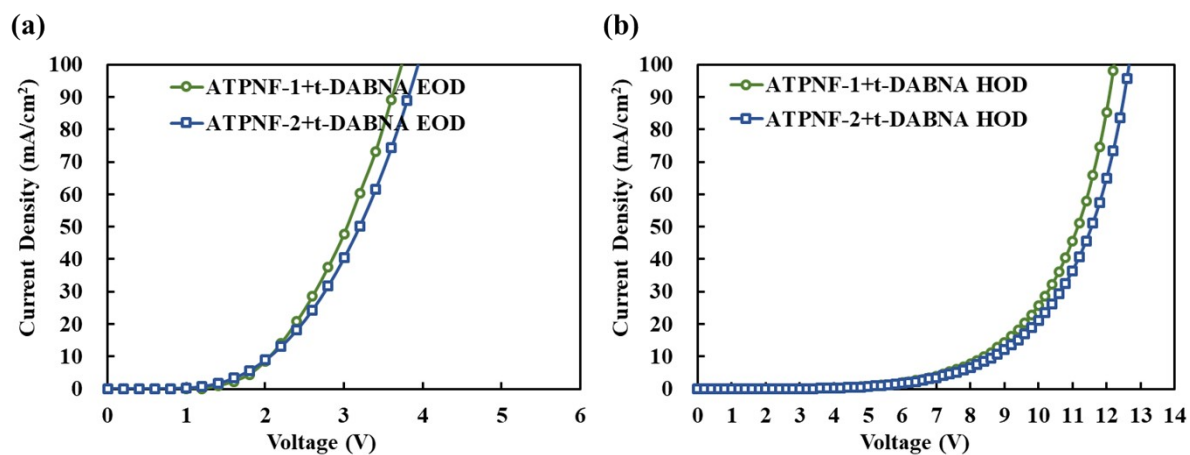 (a)
ATPNF-1+t-DABNA EOD
ATPNF-2+t-DABNA EOD
Current Density (mA/cm²)
100
90
80
70
60
50
40
30
20
10
0
0 1 2 3 4 5 6
Voltage (V)
(b)
ATPNF-1+t-DABNA HOD
ATPNF-2+t-DABNA HOD
Current Density (mA/cm²)
100
90
80
70
60
50
40
30
20
10
0
0 1 2 3 4 5 6 7 8 9 10 11 12 13 14
Voltage (V)